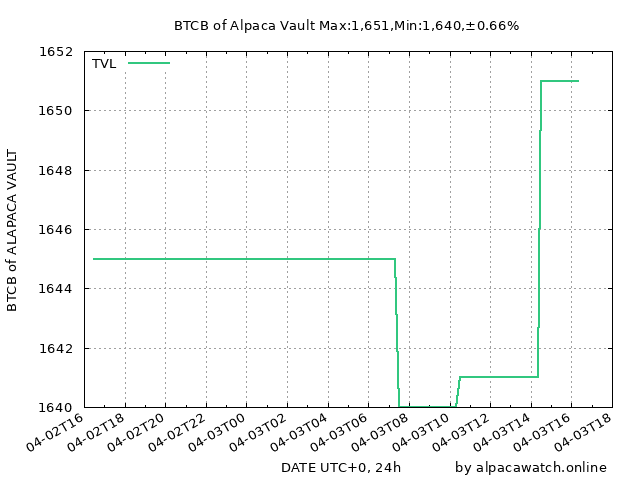 BTCB of Alpaca Vault Max:1,651,Min:1,640,±0.66%
TVL
BTCB of ALAPACA VAULT
1652
1650
1648
1646
1644
1642
1640
04-02T16
04-02T18
04-02T20
04-02T22
04-03T00
04-03T02
04-03T04
04-03T06
04-03T08
04-03T10
04-03T12
04-03T14
04-03T16
04-03T18
DATE UTC+0, 24h
by alpacawatch.online